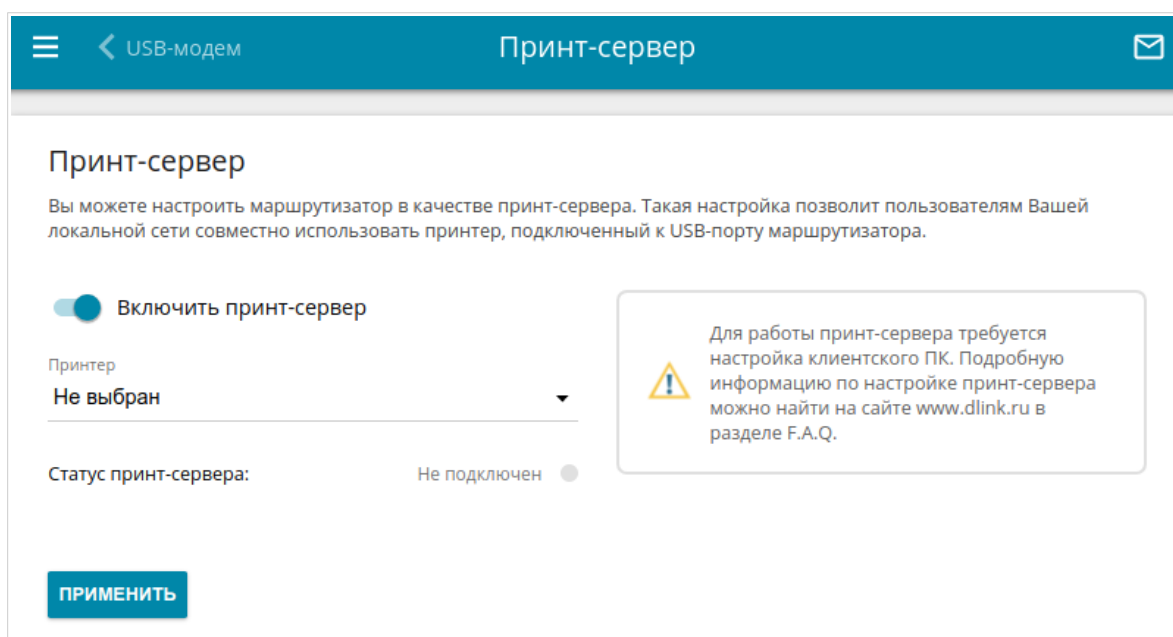 USB-модем
Принт-сервер
Принт-сервер
Вы можете настроить маршрутизатор в качестве принт-сервера. Такая настройка позволит пользователям Вашей
локальной сети совместно использовать принтер, подключенный к USB-порту маршрутизатора.
Включить принт-сервер
Принтер
Не выбран
Статус принт-сервера:
Не подключен
Для работы принт-сервера требуется
настройка клиентского ПК. Подробную
информацию по настройке принт-сервера
можно найти на сайте www.dlink.ru в
разделе F.A.Q.
ПРИМЕНИТЬ